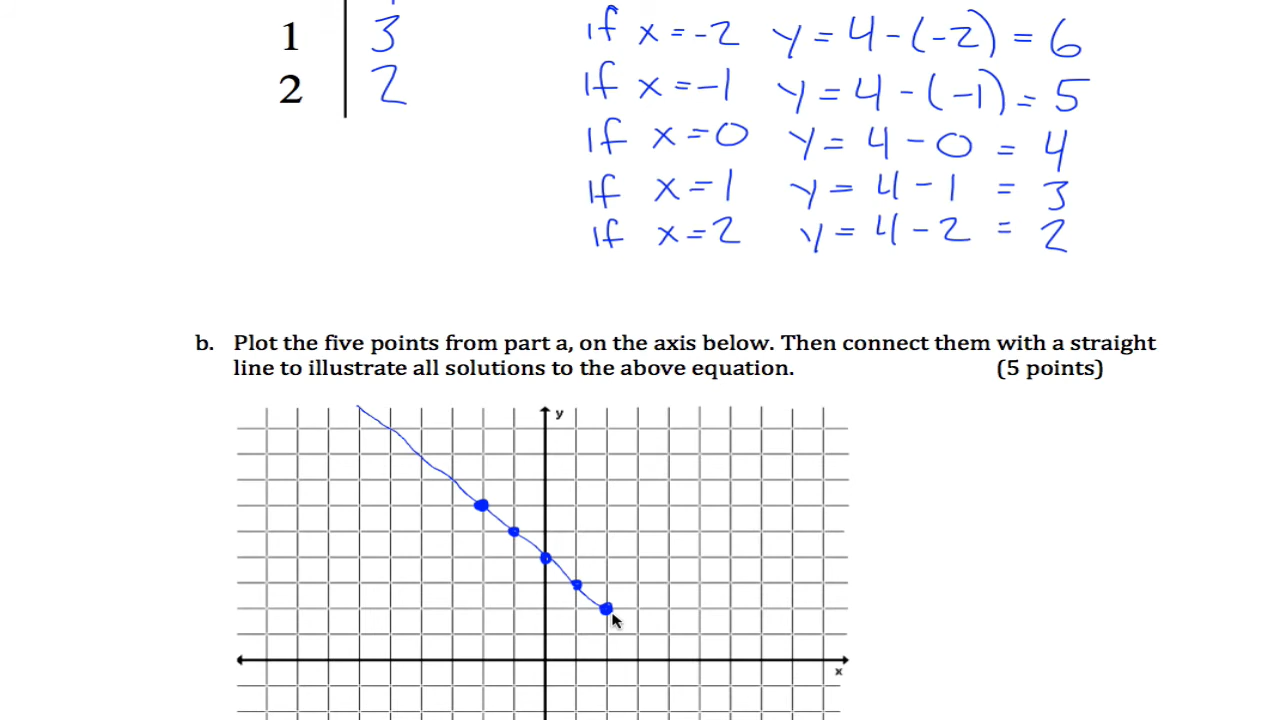 1 3
2 2
If x = -2 y = 4 - (-2) = 6
If x = -1 y = 4 - (-1) = 5
If x = 0 y = 4 - 0 = 4
If x = 1 y = 4 - 1 = 3
If x = 2 y = 4 - 2 = 2
b. Plot the five points from part a, on the axis below. Then connect them with a straight
line to illustrate all solutions to the above equation. (5 points)
y
x